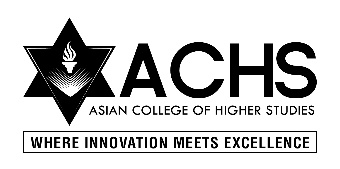 ACHS
ASIAN COLLEGE OF HIGHER STUDIES
WHERE INNOVATION MEETS EXCELLENCE